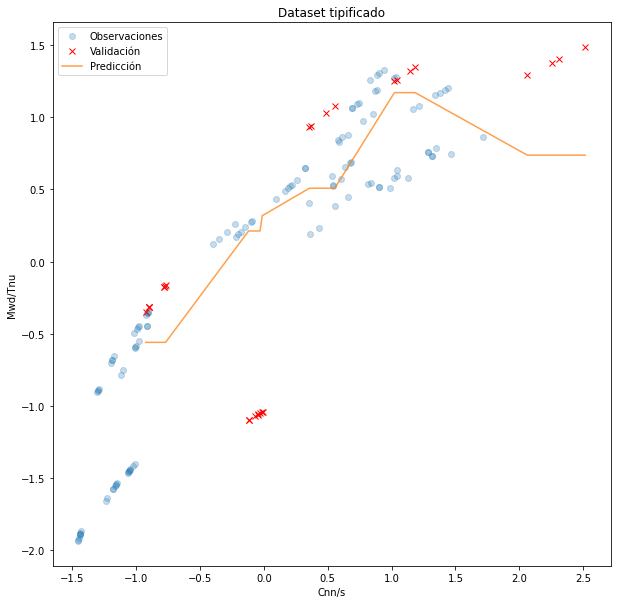 Dataset tipificado
Observaciones
Validación
Predicción
1.5
1.0
0.5
0.0
−0.5
−1.0
−1.5
−2.0
Mwd/Tnu
−1.5 −1.0 −0.5 0.0 0.5 1.0 1.5 2.0 2.5
Cnn/s